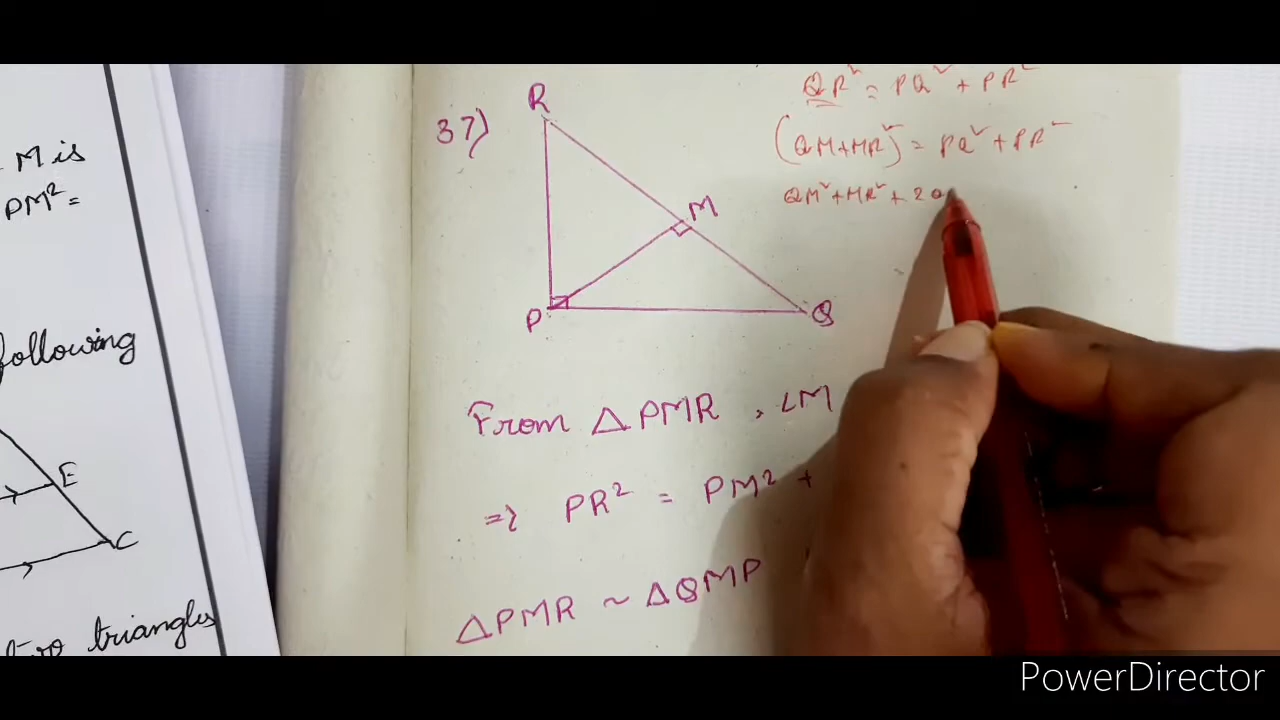 M is
PM² =
following
E
C
two triangles
37)
R
M
P
Q
QR² = PQ² + PR²
(QM+MR)² = PQ² + PR²
QM² + MR² + 2Q
From △ PMR , ∠M
=> PR² = PM² +
△PMR ~ △QMP
PowerDirector